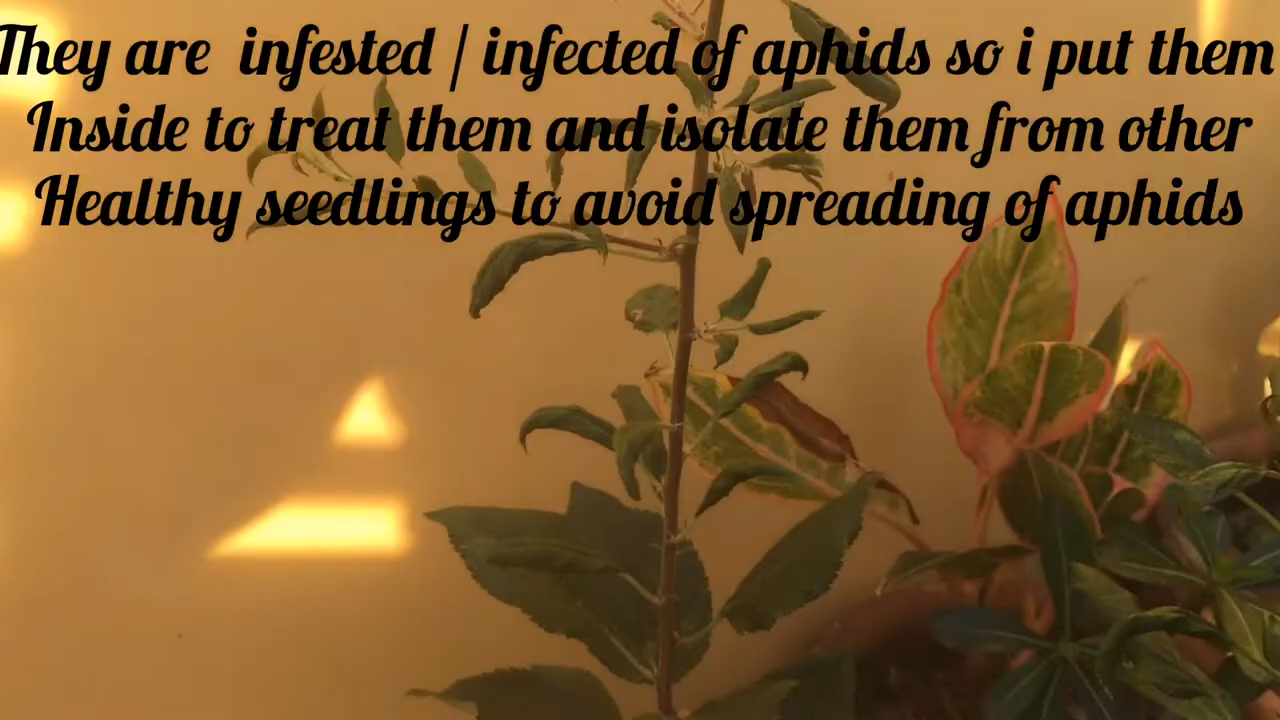 They are infested / infected of aphids so i put them
Inside to treat them and isolate them from other
Healthy seedlings to avoid spreading of aphids